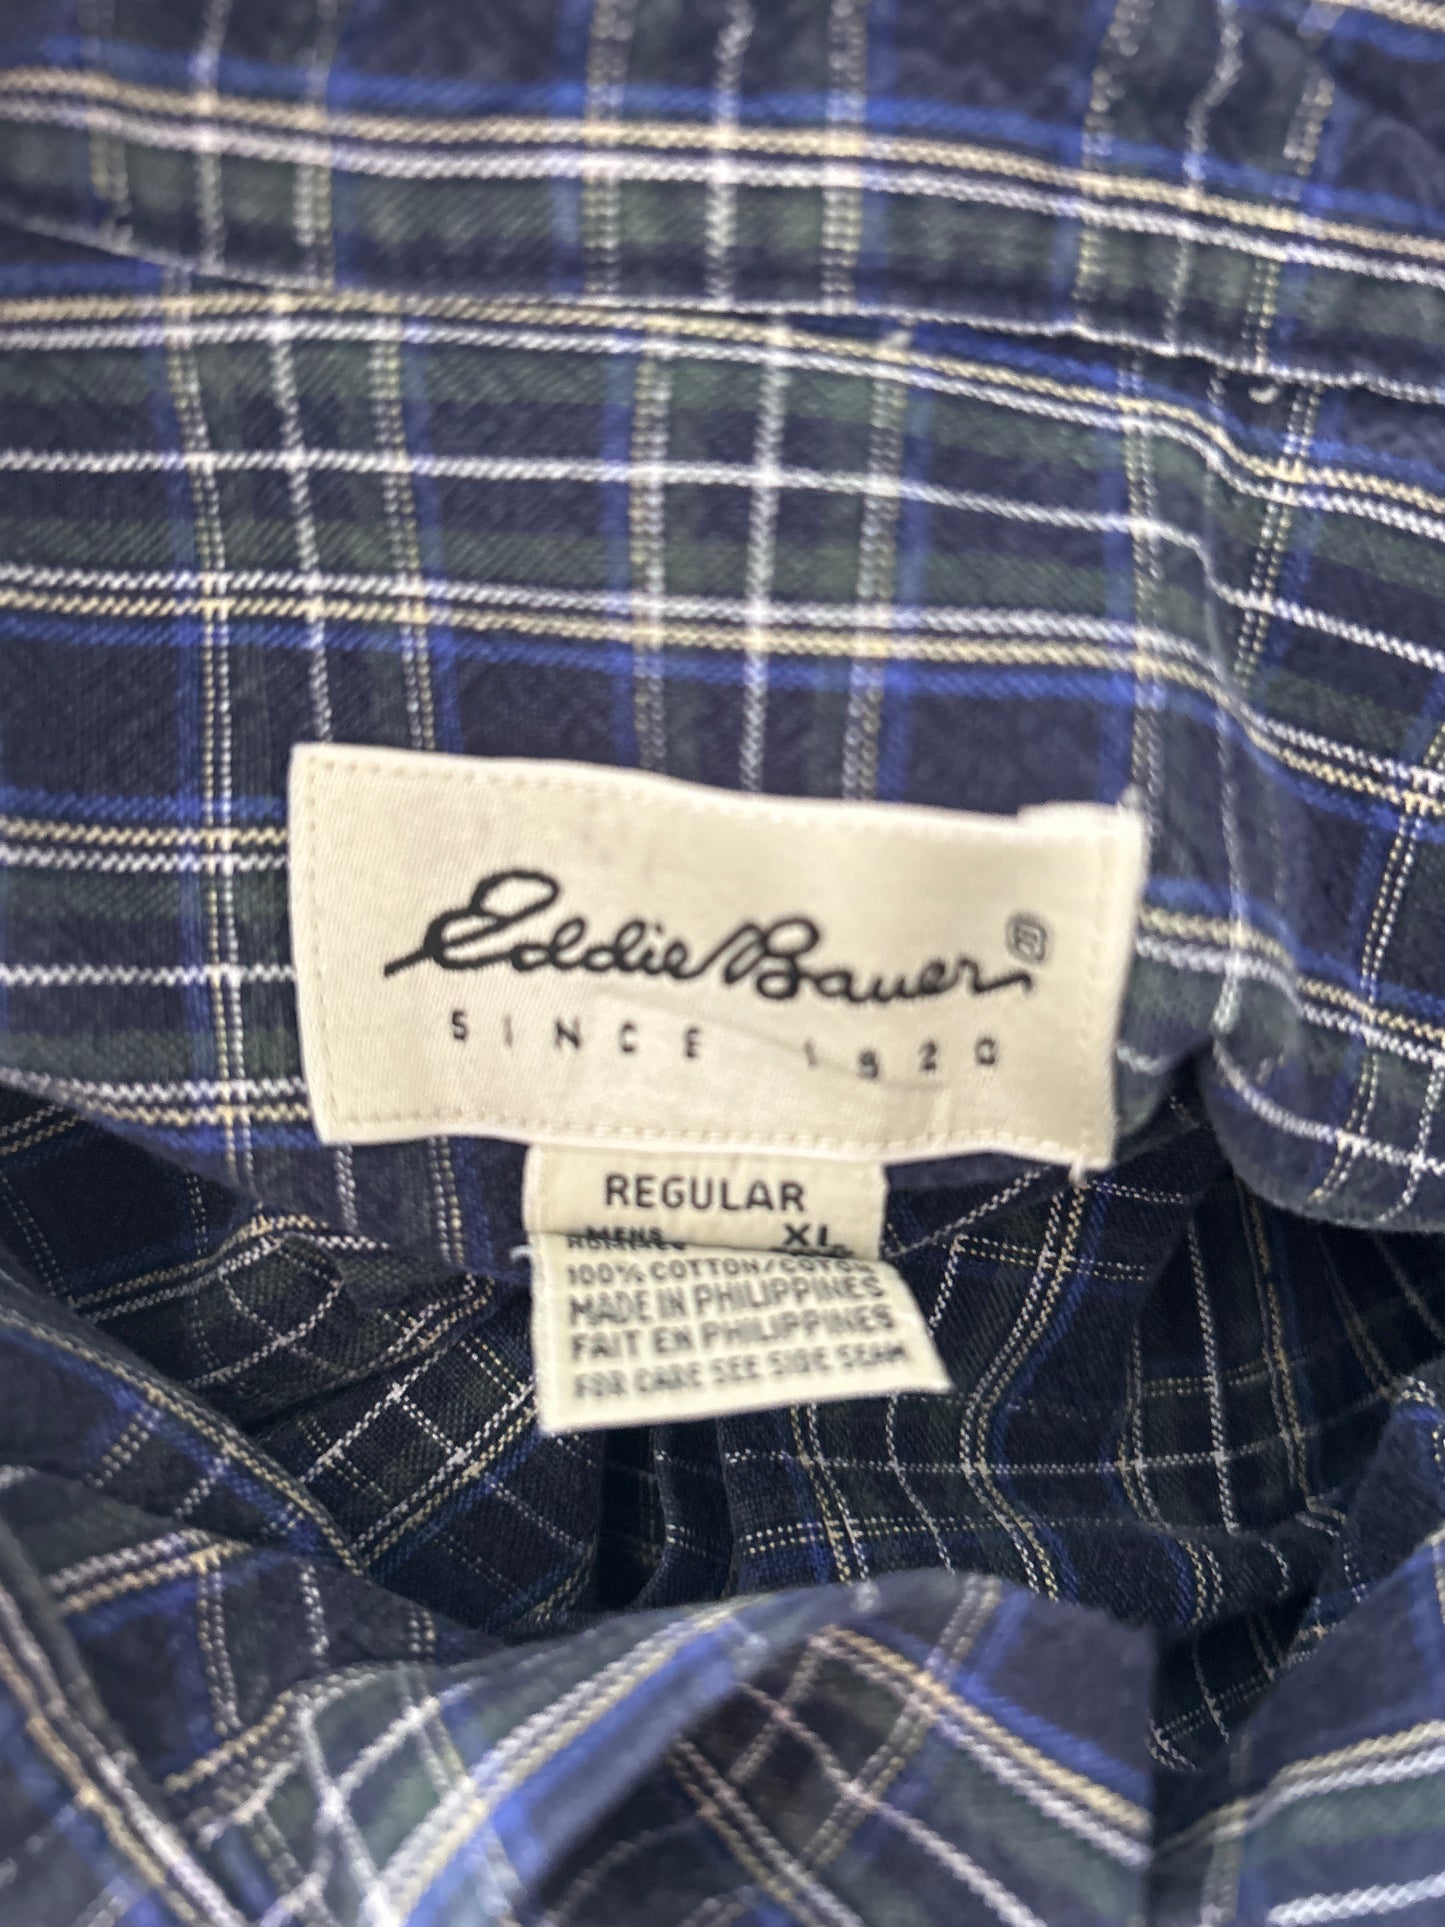 Eddie Bauer®
SINCE 1920
REGULAR
MENS XL
100% COTTON/COTON
MADE IN PHILIPPINES
FAIT EN PHILIPPINES
FOR CARE SEE SIDE SEAM